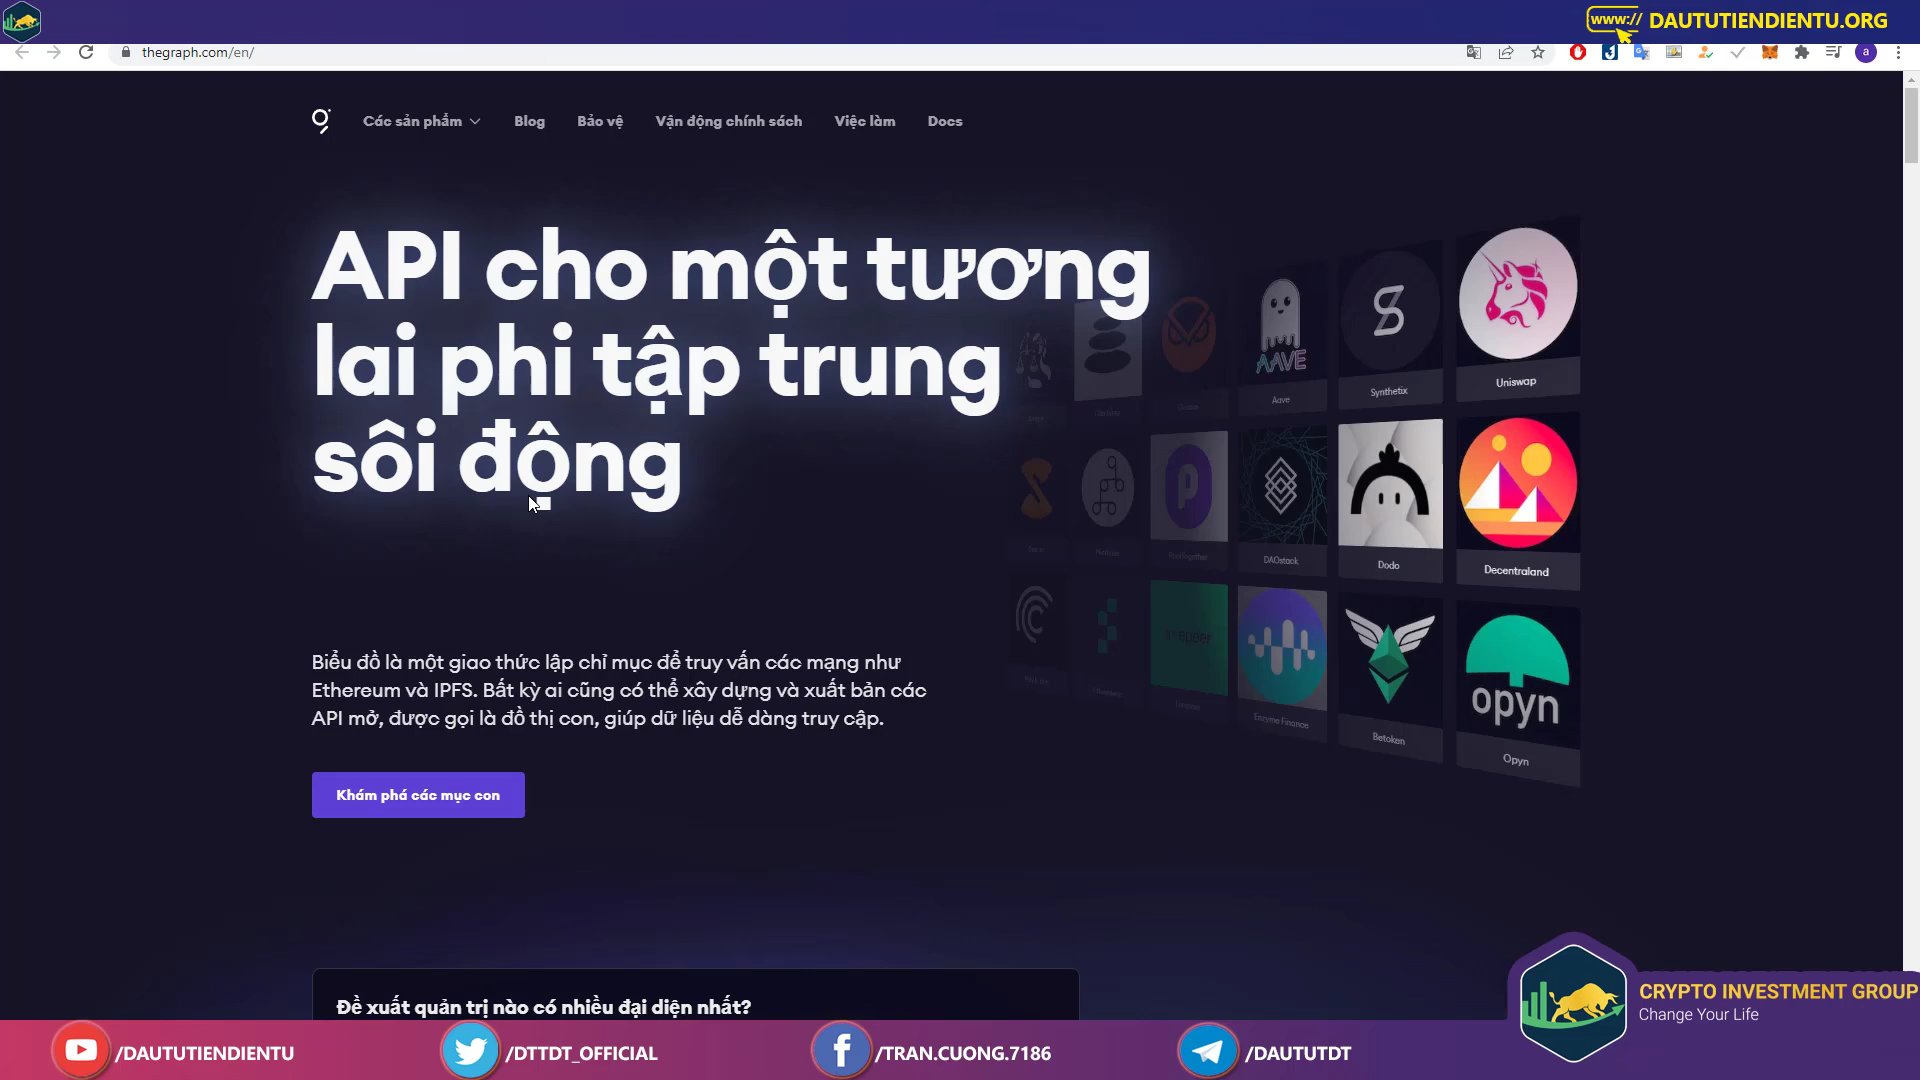 www:// DAUTUTIENDIENTU.ORG
thegraph.com/en/
a
Các sản phẩm
Blog
Bảo vệ
Vận động chính sách
Việc làm
Docs
API cho một tương
lai phi tập trung
sôi động
AAVE
Aave
Synthetix
Uniswap
DAOstack
Dodo
Decentraland
Enzyme Finance
Betoken
opyn
Opyn
Biểu đồ là một giao thức lập chỉ mục để truy vấn các mạng như
Ethereum và IPFS. Bất kỳ ai cũng có thể xây dựng và xuất bản các
API mở, được gọi là đồ thị con, giúp dữ liệu dễ dàng truy cập.
Khám phá các mục con
Đề xuất quản trị nào có nhiều đại diện nhất?
CRYPTO INVESTMENT GROUP
Change Your Life
/DAUTUTIENDIENTU
/DTTDT_OFFICIAL
/TRAN.CUONG.7186
/DAUTUTDT